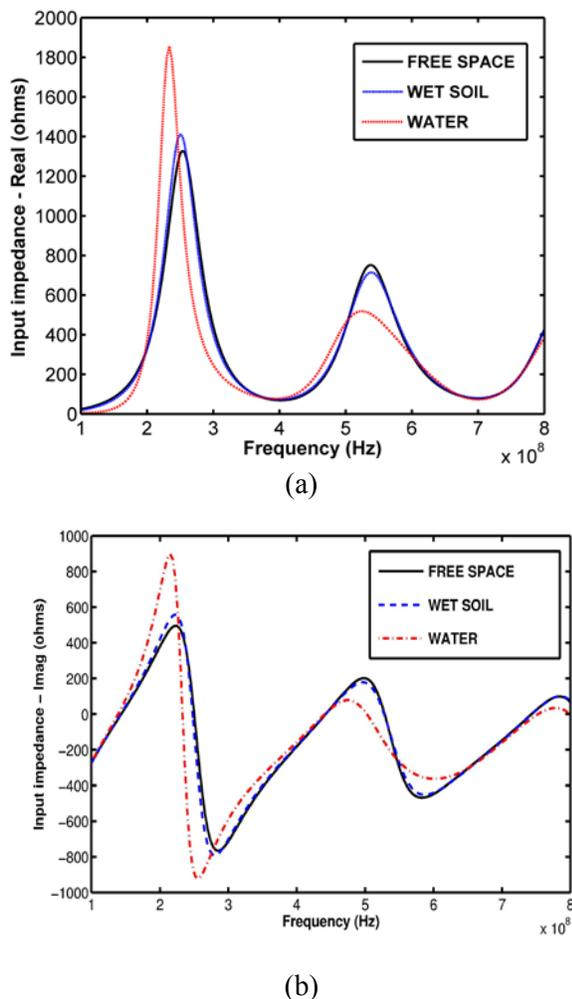 2000
1800
1600
1400
1200
1000
800
600
400
200
0
Input impedance - Real (ohms)
FREE SPACE
WET SOIL
WATER
1 2 3 4 5 6 7 8
Frequency (Hz)
x 10^8
(a)
1000
800
600
400
200
0
−200
−400
−600
−800
−1000
Input impedance − Imag (ohms)
FREE SPACE
WET SOIL
WATER
1 2 3 4 5 6 7 8
Frequency (Hz)
x 10^8
(b)